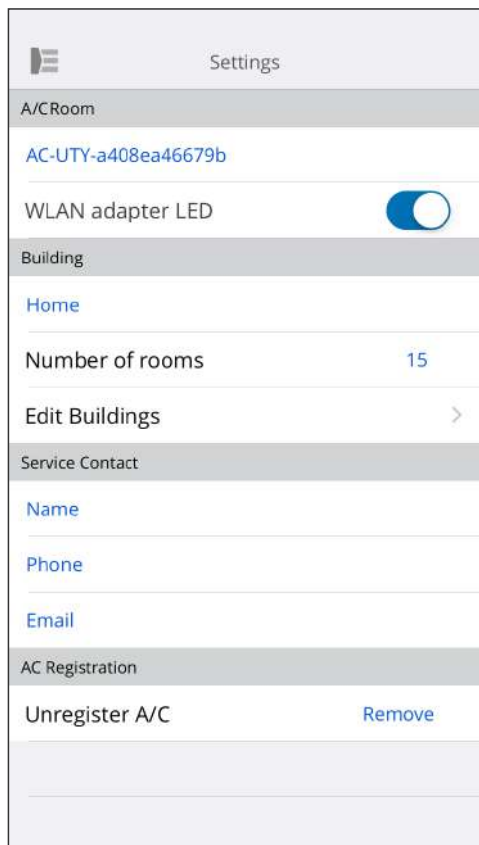 Settings
A/CRoom
AC-UTY-a408ea46679b
WLAN adapter LED
Building
Home
Number of rooms 15
Edit Buildings
Service Contact
Name
Phone
Email
AC Registration
Unregister A/C Remove